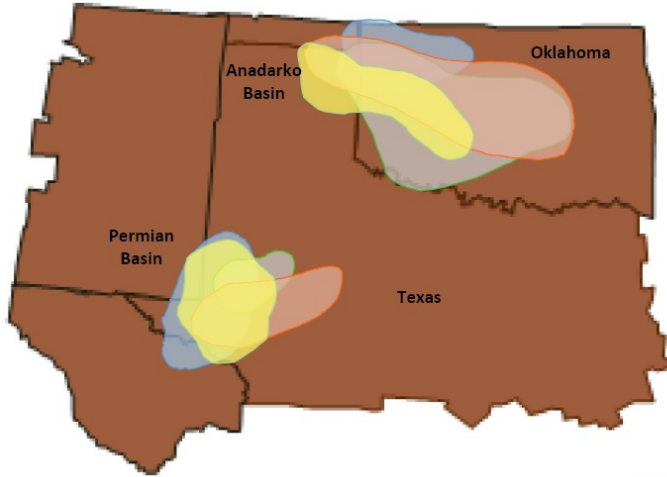 Oklahoma
Anadarko
Basin
Permian
Basin
Texas